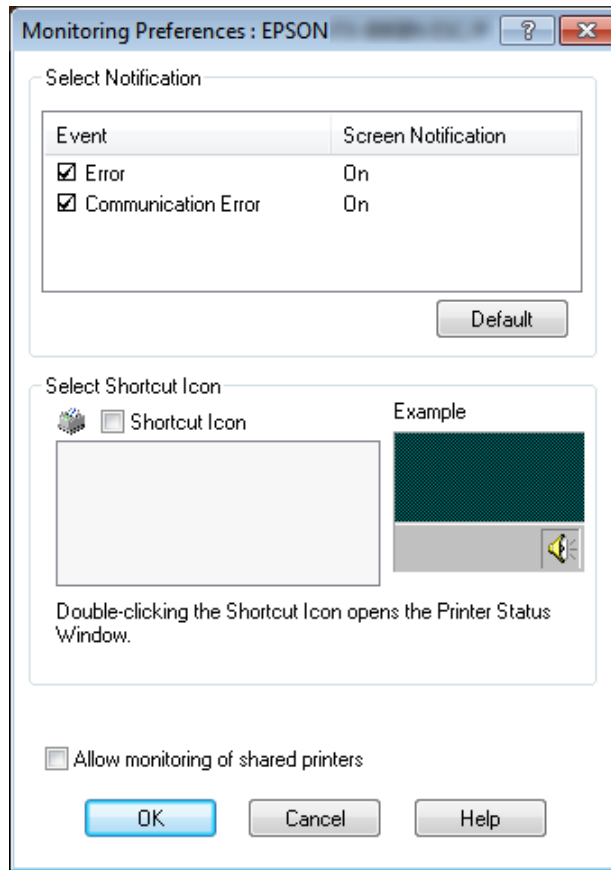 Monitoring Preferences : EPSON
Select Notification
Event Screen Notification
Error On
Communication Error On
Default
Select Shortcut Icon
Shortcut Icon Example
Double-clicking the Shortcut Icon opens the Printer Status
Window.
Allow monitoring of shared printers
OK Cancel Help